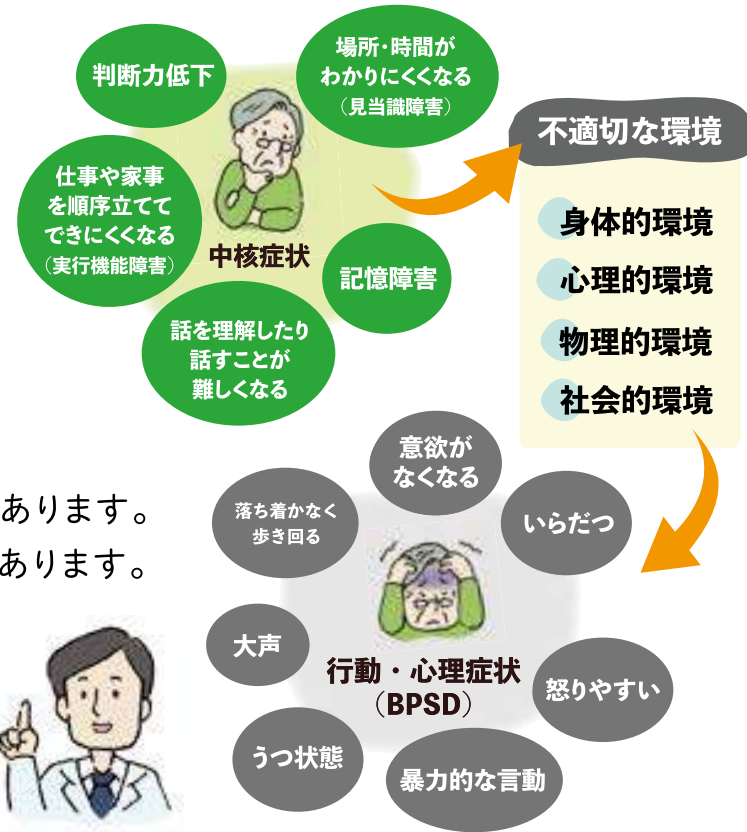 場所・時間が
わかりにくくなる
（見当識障害）
判断力低下
仕事や家事
を順序立てて
できにくくなる
（実行機能障害）
中核症状
記憶障害
話を理解したり
話すことが
難しくなる
不適切な環境
身体的環境
心理的環境
物理的環境
社会的環境
あります。
あります。
意欲が
なくなる
落ち着かなく
歩き回る
いらだつ
大声
行動・心理症状
（BPSD）
怒りやすい
うつ状態
暴力的な言動